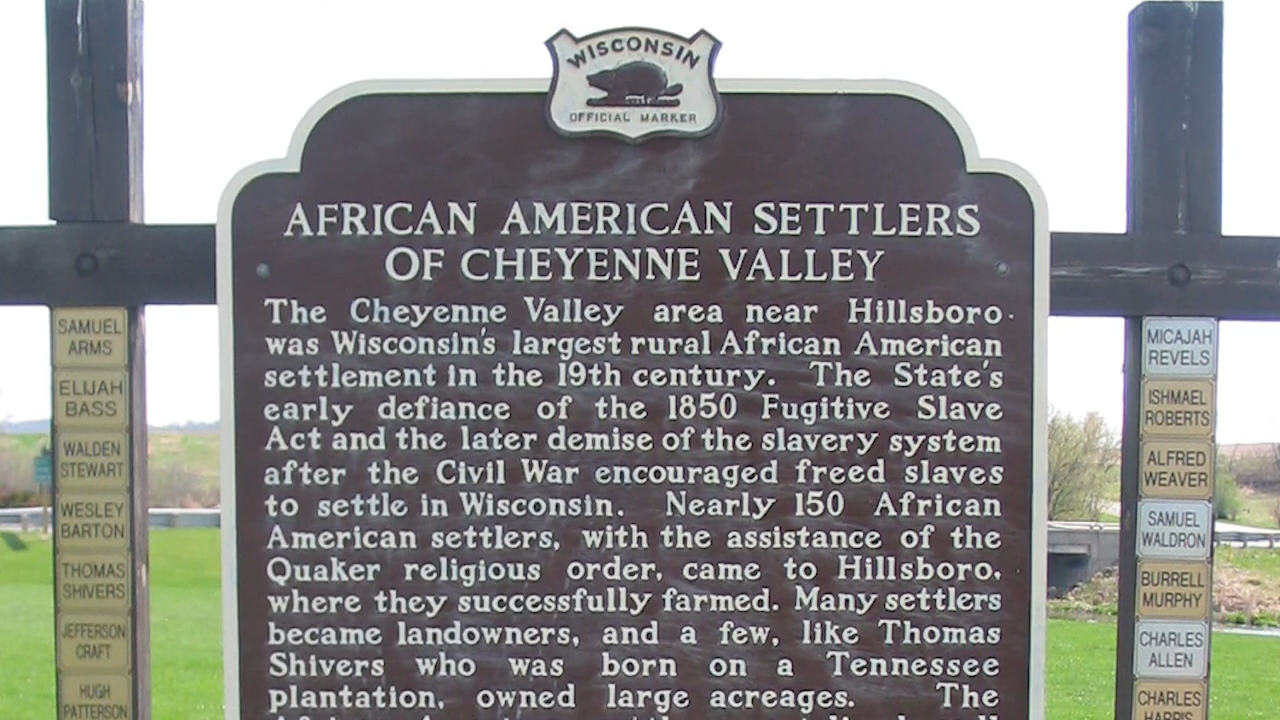 WISCONSIN
OFFICIAL MARKER
AFRICAN AMERICAN SETTLERS
OF CHEYENNE VALLEY
The Cheyenne Valley area near Hillsboro
was Wisconsin's largest rural African American
settlement in the 19th century. The State's
early defiance of the 1850 Fugitive Slave
Act and the later demise of the slavery system
after the Civil War encouraged freed slaves
to settle in Wisconsin. Nearly 150 African
American settlers, with the assistance of the
Quaker religious order, came to Hillsboro,
where they successfully farmed. Many settlers
became landowners, and a few, like Thomas
Shivers who was born on a Tennessee
plantation, owned large acreages. The
SAMUEL
ARMS
ELIJAH
BASS
WALDEN
STEWART
WESLEY
BARTON
THOMAS
SHIVERS
JEFFERSON
CRAFT
HUGH
PATTERSON
MICAJAH
REVELS
ISHMAEL
ROBERTS
ALFRED
WEAVER
SAMUEL
WALDRON
BURRELL
MURPHY
CHARLES
ALLEN
CHARLES
HARRIS